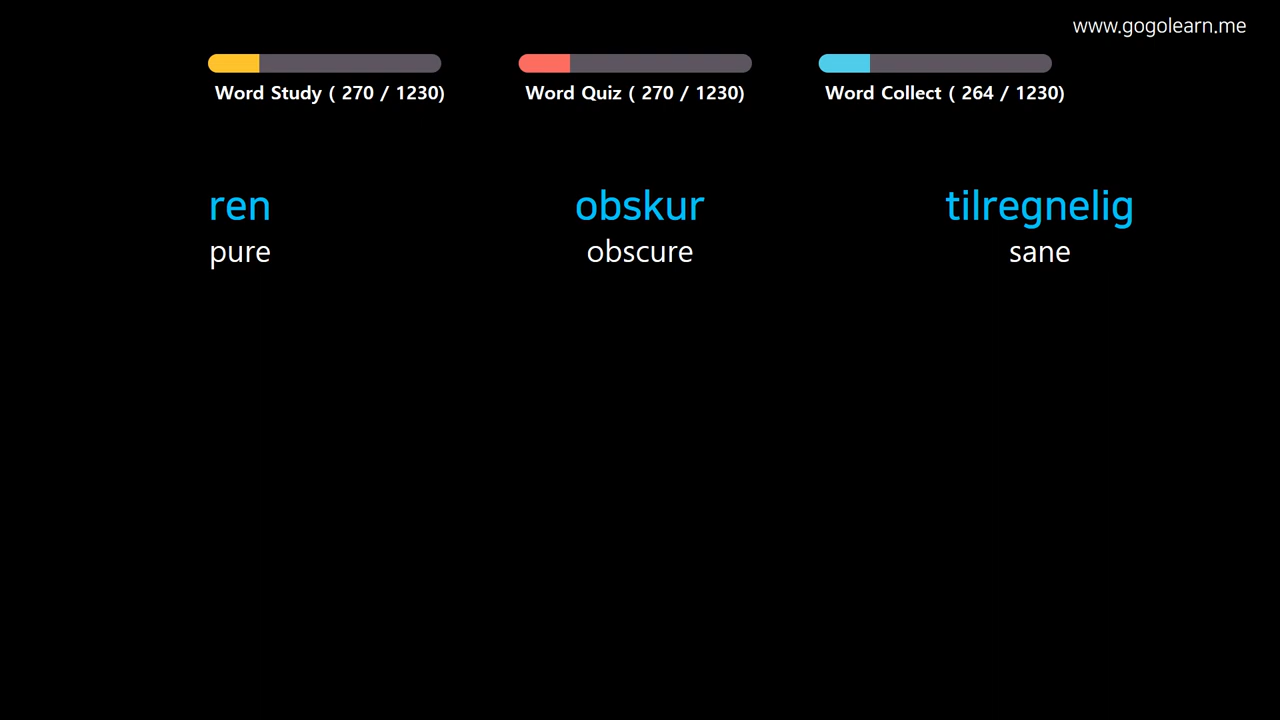 www.gogolearn.me
Word Study ( 270 / 1230)
Word Quiz ( 270 / 1230)
Word Collect ( 264 / 1230)
ren
obskur
tilregnelig
pure
obscure
sane